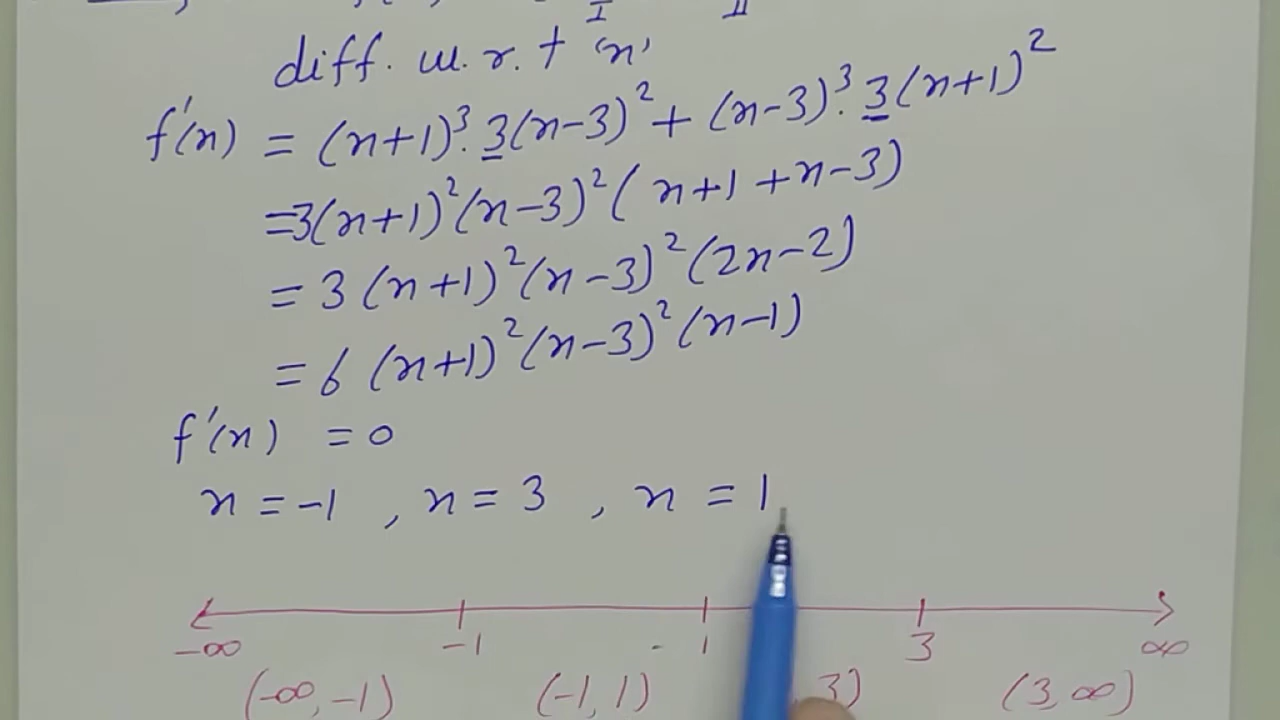 I II
diff. w.r.t 'x'
f'(x) = (x+1)³. 3(x-3)² + (x-3)³. 3(x+1)²
=3(x+1)²(x-3)²( x+1 +x-3)
= 3 (x+1)²(x-3)²(2x-2)
= 6 (x+1)²(x-3)²(x-1)
f'(x) = 0
x = -1 , x = 3 , x = 1
-∞ -1 1 3 ∞
(-∞, -1) (-1, 1) , 3) (3, ∞)